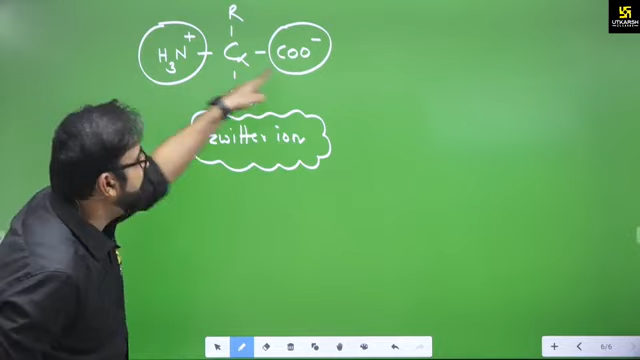 UTKARSH
R
H₃N⁺ - Cα - COO⁻
zwitter ion
6/6